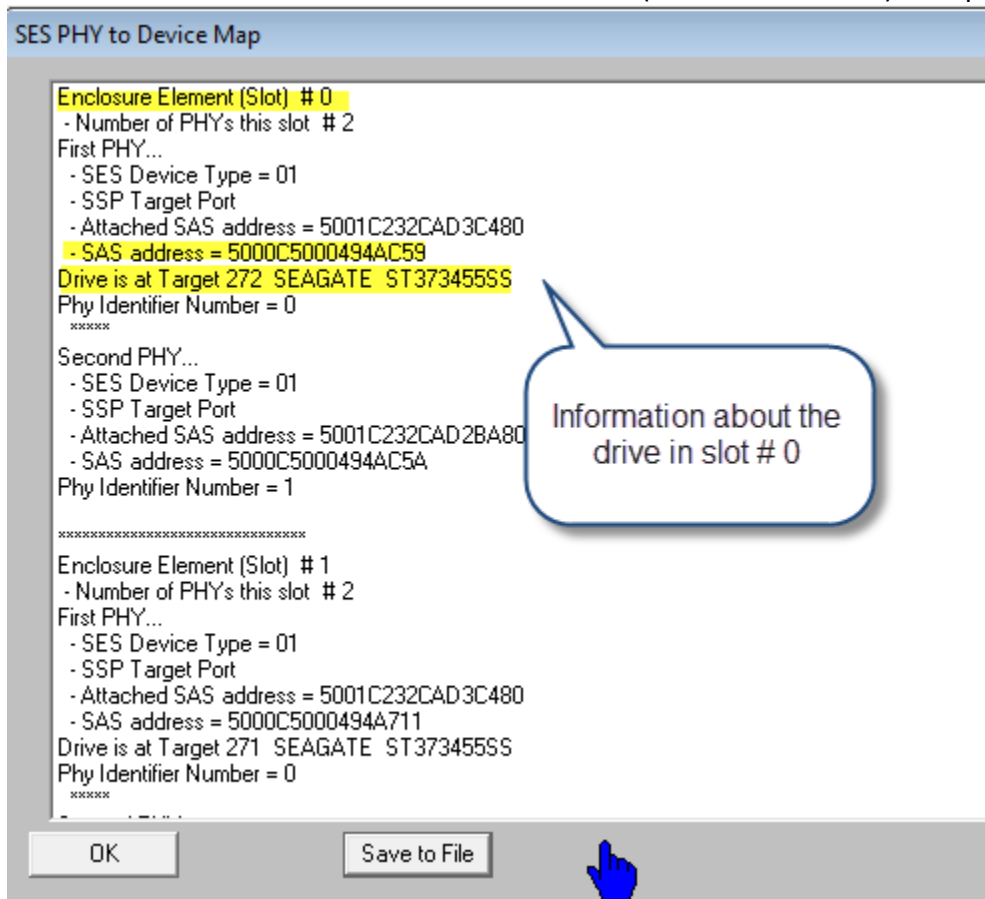 SES PHY to Device Map
Enclosure Element (Slot) # 0
- Number of PHY's this slot # 2
First PHY...
- SES Device Type = 01
- SSP Target Port
- Attached SAS address = 5001C232CAD3C480
- SAS address = 5000C5000494AC59
Drive is at Target 272 SEAGATE ST373455SS
Phy Identifier Number = 0
*****
Second PHY...
- SES Device Type = 01
- SSP Target Port
- Attached SAS address = 5001C232CAD2BA80
- SAS address = 5000C5000494AC5A
Phy Identifier Number = 1
*******************************
Enclosure Element (Slot) # 1
- Number of PHY's this slot # 2
First PHY...
- SES Device Type = 01
- SSP Target Port
- Attached SAS address = 5001C232CAD3C480
- SAS address = 5000C5000494A711
Drive is at Target 271 SEAGATE ST373455SS
Phy Identifier Number = 0
*****
Information about the
drive in slot # 0
OK
Save to File